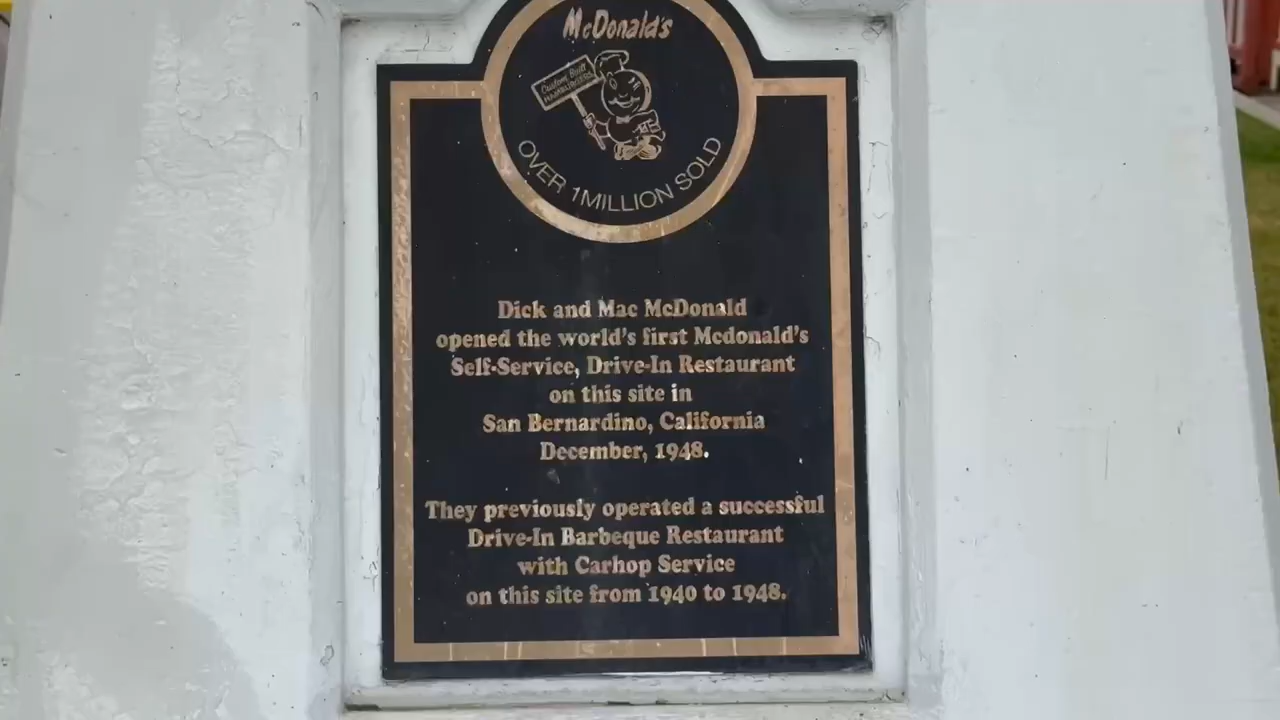 McDonald's
Custom Built
HAMBURGERS
OVER 1 MILLION SOLD
Dick and Mac McDonald
opened the world's first Mcdonald's
Self-Service, Drive-In Restaurant
on this site in
San Bernardino, California
December, 1948.
They previously operated a successful
Drive-In Barbeque Restaurant
with Carhop Service
on this site from 1940 to 1948.